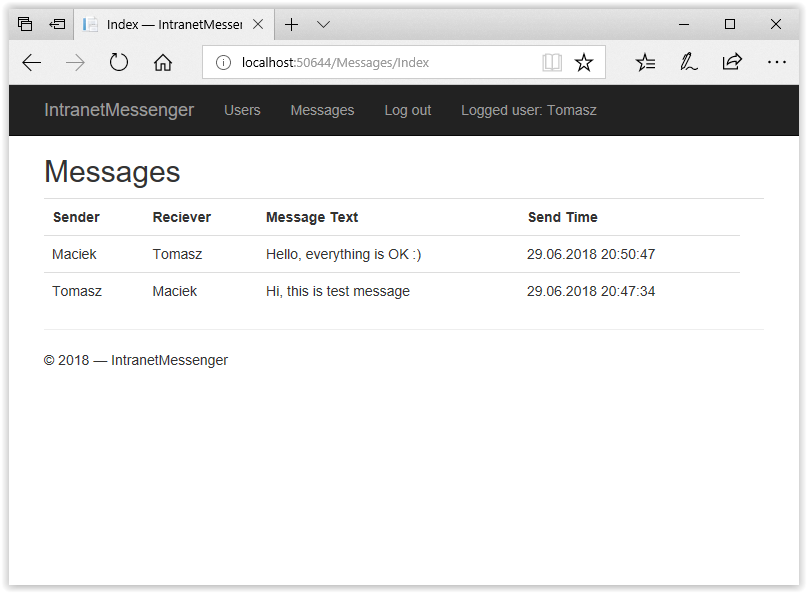 Index — IntranetMesser
localhost:50644/Messages/Index
IntranetMessenger Users Messages Log out Logged user: Tomasz
Messages
Sender Reciever Message Text Send Time
Maciek Tomasz Hello, everything is OK :) 29.06.2018 20:50:47
Tomasz Maciek Hi, this is test message 29.06.2018 20:47:34
© 2018 — IntranetMessenger